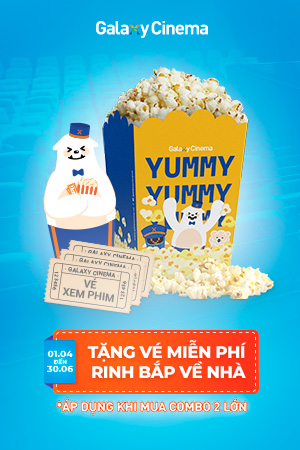 Galaxy Cinema
Galaxy Cinema
YUMMY
YUMMY
GALAXY CINEMA
VÉ
XEM PHIM
01.04
ĐẾN
30.06
TẶNG VÉ MIỄN PHÍ
RINH BẮP VỀ NHÀ
*ÁP DỤNG KHI MUA COMBO 2 LỚN